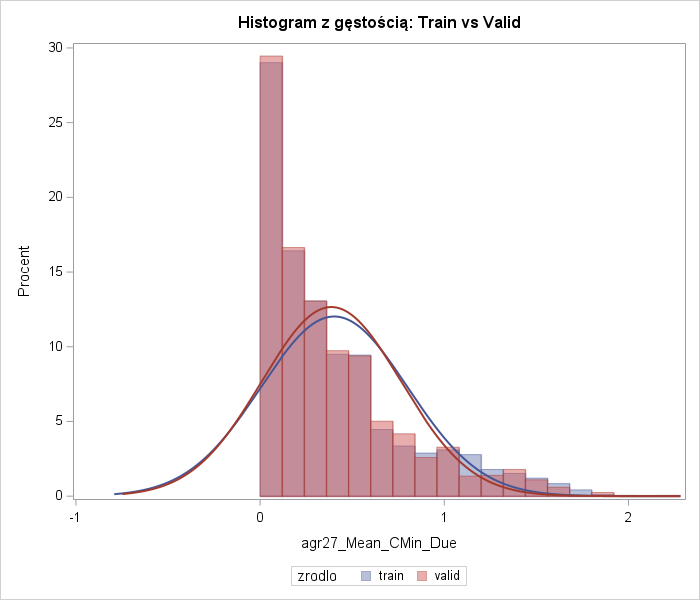 Histogram z gęstością: Train vs Valid
30
25
20
15
10
5
0
Procent
-1
0
1
2
agr27_Mean_CMin_Due
zrodlo train valid